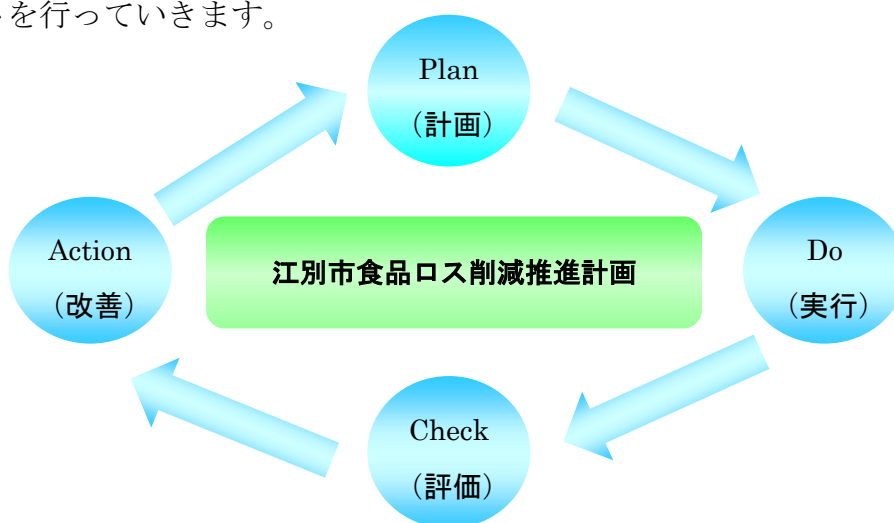 を行っていきます。
Plan
（計画）
Action
（改善）
江別市食品ロス削減推進計画
Do
（実行）
Check
（評価）